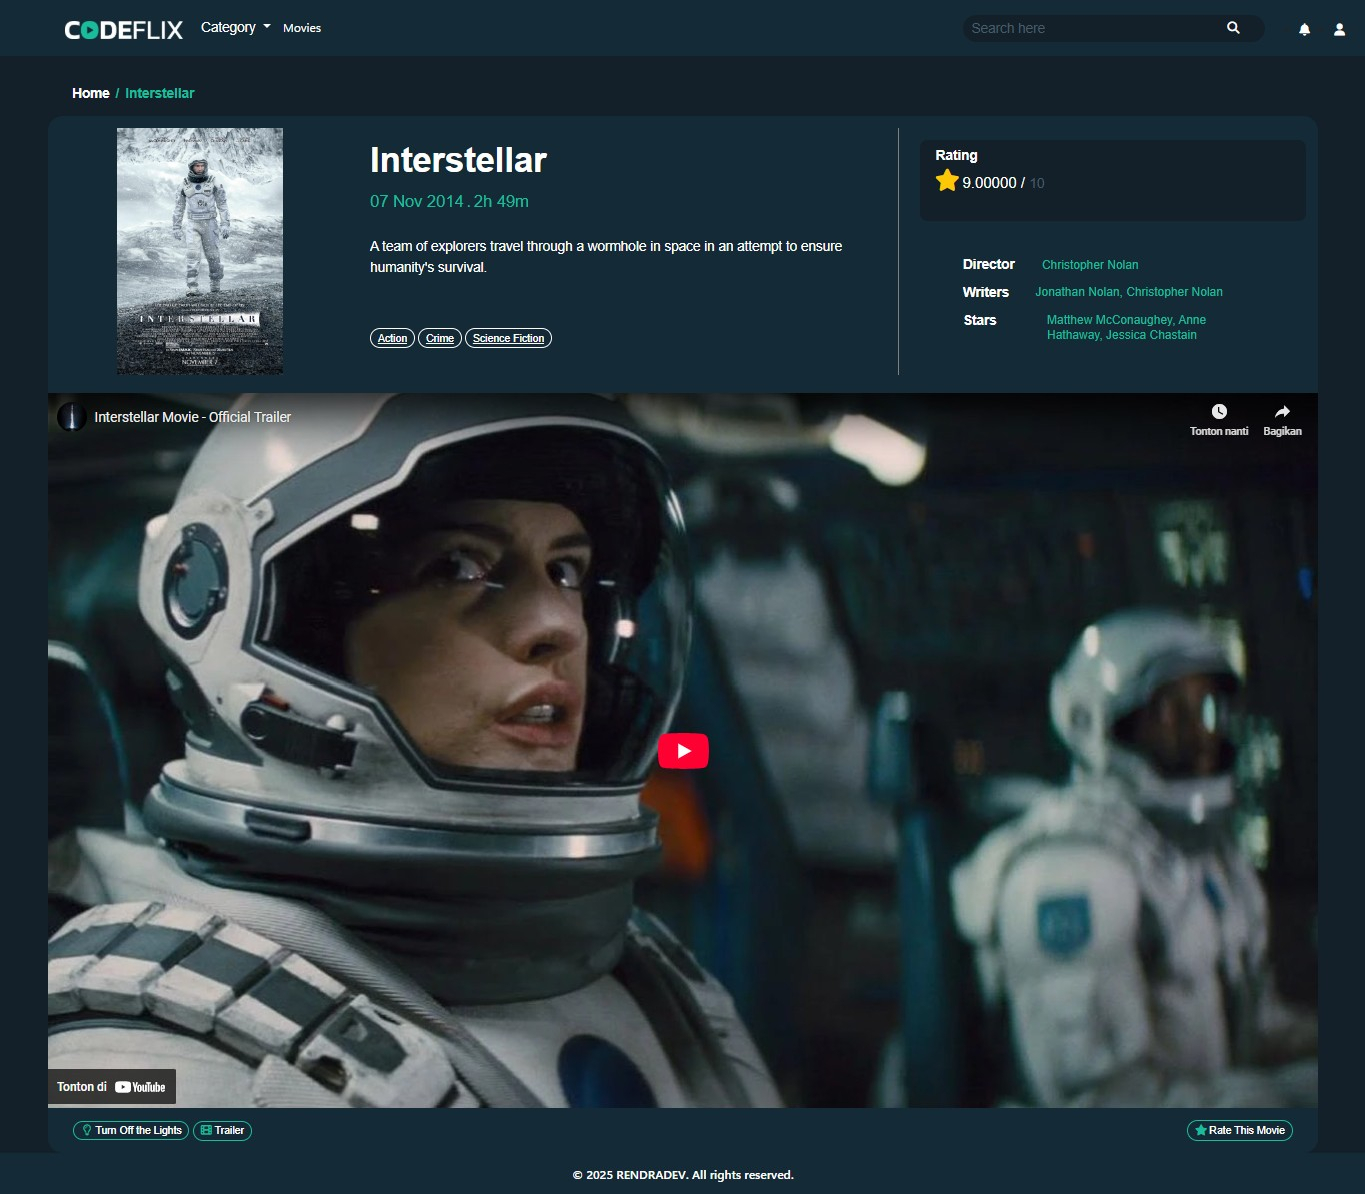 CODEFLIX
Category
Movies
Search here
Home / Interstellar
INTERSTELLAR
Interstellar
07 Nov 2014 . 2h 49m
A team of explorers travel through a wormhole in space in an attempt to ensure
humanity's survival.
Action
Crime
Science Fiction
Rating
9.00000 / 10
Director Christopher Nolan
Writers Jonathan Nolan, Christopher Nolan
Stars Matthew McConaughey, Anne
Hathaway, Jessica Chastain
Interstellar Movie - Official Trailer
Tonton nanti
Bagikan
Tonton di YouTube
Turn Off the Lights
Trailer
Rate This Movie
© 2025 RENDRADEV. All rights reserved.